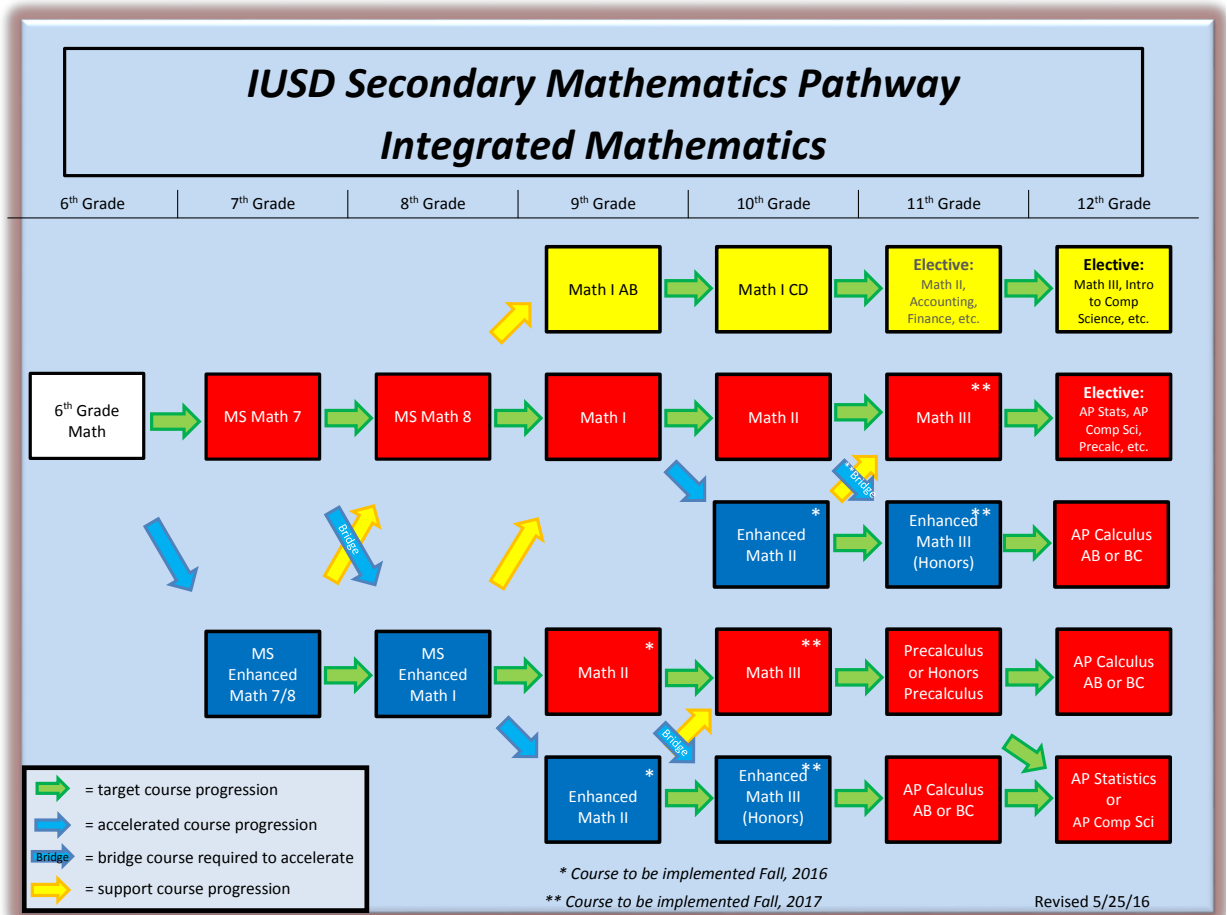 IUSD Secondary Mathematics Pathway
Integrated Mathematics
6th Grade
7th Grade
8th Grade
9th Grade
10th Grade
11th Grade
12th Grade
Math I AB
Math I CD
Elective:
Math II,
Accounting,
Finance, etc.
Elective:
Math III, Intro
to Comp
Science, etc.
6th Grade
Math
MS Math 7
MS Math 8
Math I
Math II
**
Math III
Elective:
AP Stats, AP
Comp Sci,
Precalc, etc.
**Bridge
Bridge
*
Enhanced
Math II
**
Enhanced
Math III
(Honors)
AP Calculus
AB or BC
MS
Enhanced
Math 7/8
MS
Enhanced
Math I
*
Math II
**
Math III
Precalculus
or Honors
Precalculus
AP Calculus
AB or BC
Bridge
*
Enhanced
Math II
**
Enhanced
Math III
(Honors)
AP Calculus
AB or BC
AP Statistics
or
AP Comp Sci
= target course progression
= accelerated course progression
Bridge = bridge course required to accelerate
= support course progression
* Course to be implemented Fall, 2016
** Course to be implemented Fall, 2017
Revised 5/25/16